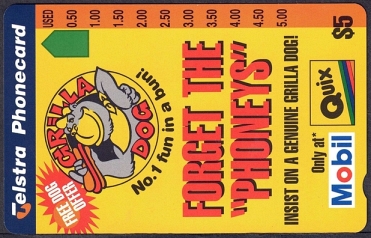 Telstra Phonecard
USED 0.50 1.00 1.50 2.00 2.50 3.00 3.50 4.00 4.50 5.00
$5
GRILLA DOG
No.1 fun in a bun!
FREE DOG
OFFER
FORGET THE
"PHONEYS"
INSIST ON A GENUINE GRILLA DOG!
Only at*
Mobil
Quix